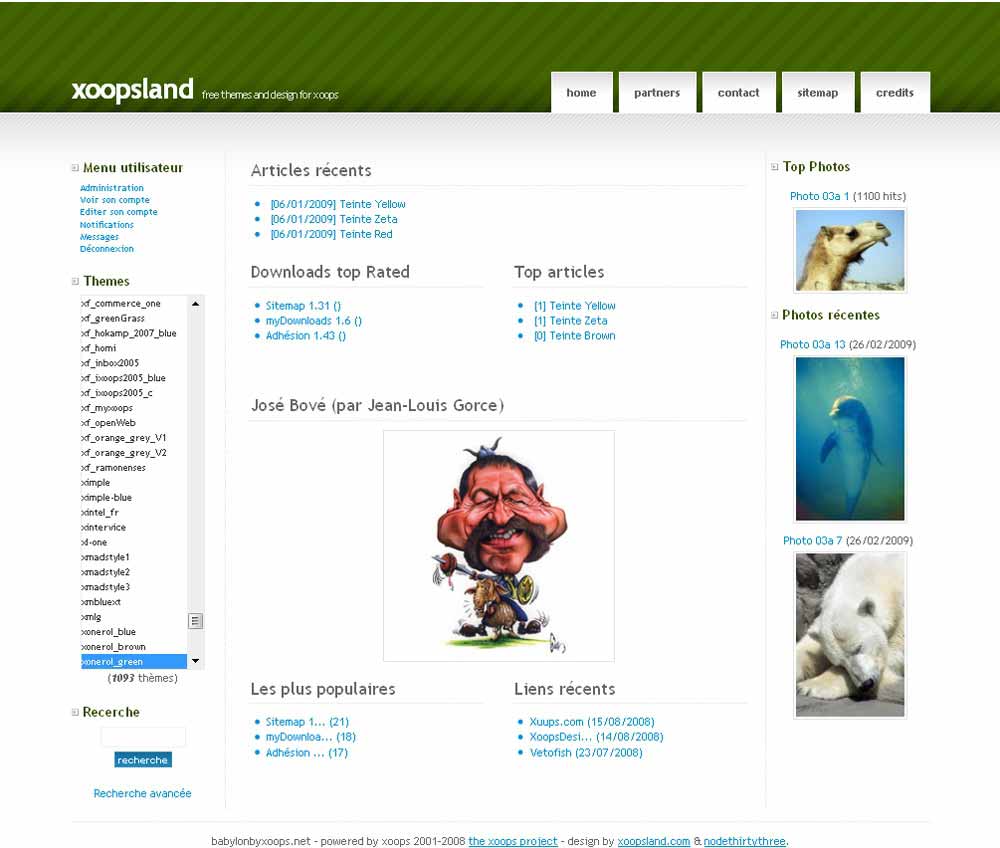 xoopsland free themes and design for xoops
home partners contact sitemap credits
Menu utilisateur
Administration
Voir son compte
Editer son compte
Notifications
Messages
Déconnexion
Themes
xf_commerce_one
xf_greenGrass
xf_hokamp_2007_blue
xf_homi
xf_inbox2005
xf_ixoops2005_blue
xf_ixoops2005_c
xf_myxoops
xf_openWeb
xf_orange_grey_V1
xf_orange_grey_V2
xf_ramonenses
ximple
ximple-blue
xintel_fr
xintervice
xl-one
xmadstyle1
xmadstyle2
xmadstyle3
xmbluext
xmlg
xonerol_blue
xonerol_brown
xonerol_green
(1093 thèmes)
Recerche
recherche
Recherche avancée
Articles récents
[06/01/2009] Teinte Yellow
[06/01/2009] Teinte Zeta
[06/01/2009] Teinte Red
Downloads top Rated
Sitemap 1.31 ()
myDownloads 1.6 ()
Adhésion 1.43 ()
Top articles
[1] Teinte Yellow
[1] Teinte Zeta
[0] Teinte Brown
José Bové (par Jean-Louis Gorce)
Les plus populaires
Sitemap 1... (21)
myDownloa... (18)
Adhésion ... (17)
Liens récents
Xuups.com (15/08/2008)
XoopsDesi... (14/08/2008)
Vetofish (23/07/2008)
Top Photos
Photo 03a 1 (1100 hits)
Photos récentes
Photo 03a 13 (26/02/2009)
Photo 03a 7 (26/02/2009)
babylonbyxoops.net - powered by xoops 2001-2008 the xoops project - design by xoopsland.com & nodethirtythree.